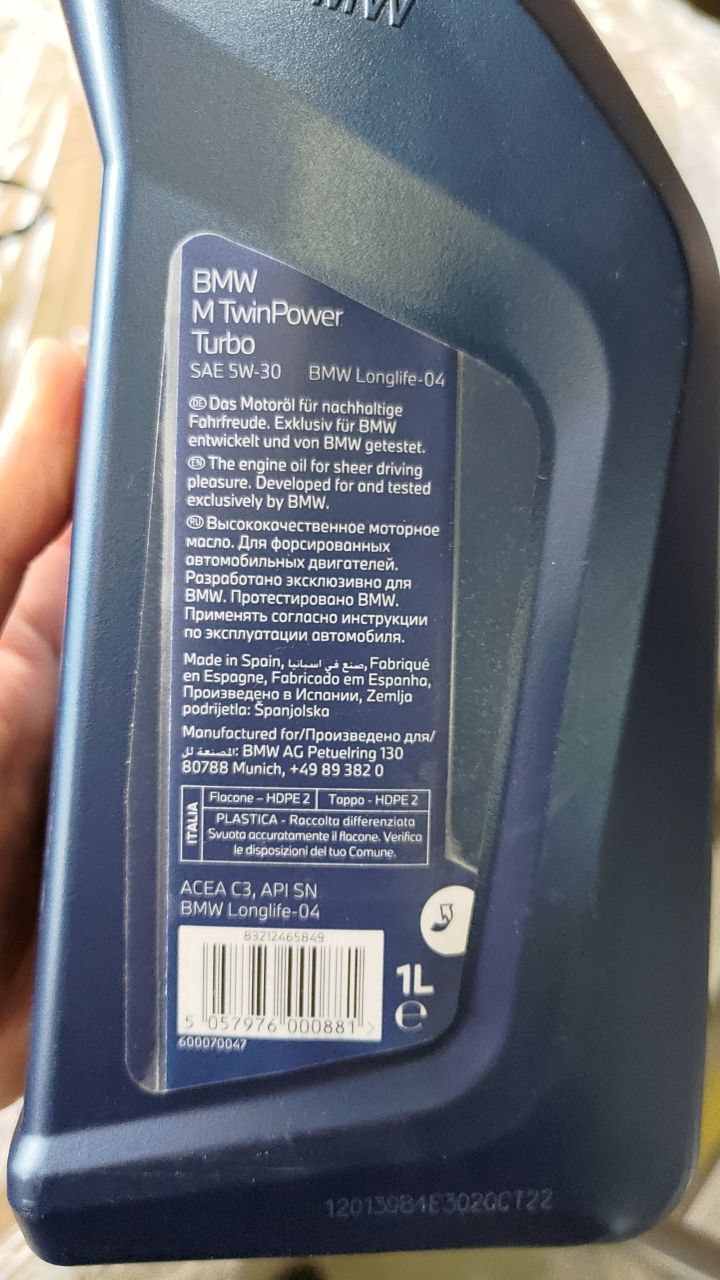 BMW
BMW
M TwinPower
Turbo
SAE 5W-30 BMW Longlife-04
DE Das Motoröl für nachhaltige
Fahrfreude. Exklusiv für BMW
entwickelt und von BMW getestet.
EN The engine oil for sheer driving
pleasure. Developed for and tested
exclusively by BMW.
RU Высококачественное моторное
масло. Для форсированных
автомобильных двигателей.
Разработано эксклюзивно для
BMW. Протестировано BMW.
Применять согласно инструкции
по эксплуатации автомобиля.
Made in Spain, صنع في اسبانيا, Fabriqué
en Espagne, Fabricado em Espanha,
Произведено в Испании, Zemlja
podrijetla: Španjolska
Manufactured for/Произведено для/
المصنعة لل: BMW AG Petuelring 130
80788 Munich, +49 89 382 0
ITALIA
Flacone – HDPE 2 Tappo - HDPE 2
PLASTICA - Raccolta differenziata
Svuota accuratamente il flacone. Verifica
le disposizioni del tuo Comune.
ACEA C3, API SN
BMW Longlife-04
83212465849
5 057976 000881 >
600070047
1L
℮